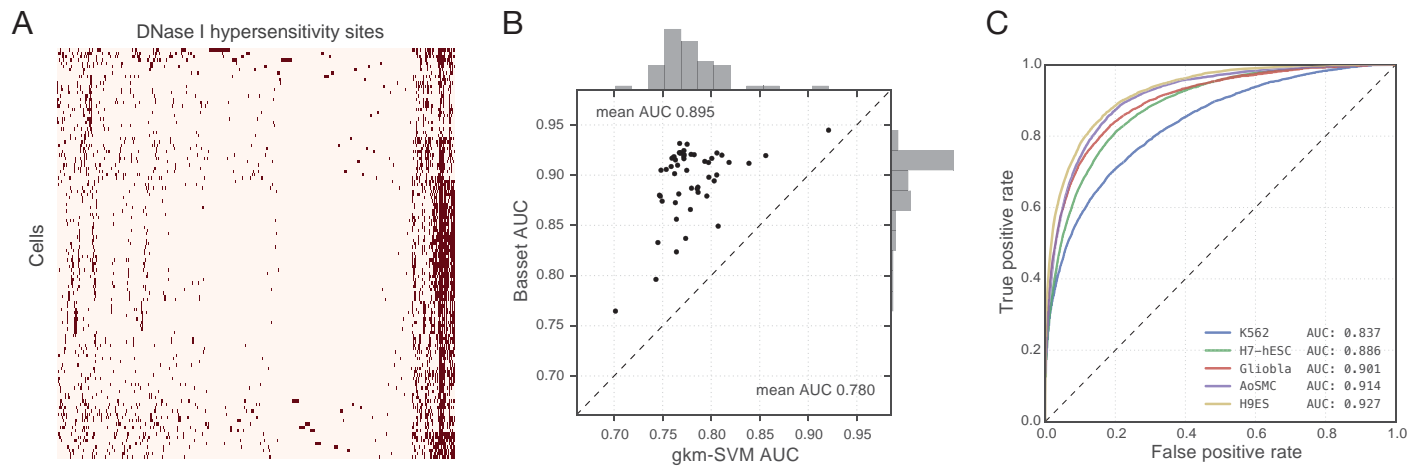 A
DNase I hypersensitivity sites
Cells
B
mean AUC 0.895
mean AUC 0.780
Basset AUC
0.95
0.90
0.85
0.80
0.75
0.70
0.70 0.75 0.80 0.85 0.90 0.95
gkm-SVM AUC
C
True positive rate
1.0
0.8
0.6
0.4
0.2
0.0
K562 AUC: 0.837
H7-hESC AUC: 0.886
Gliobla AUC: 0.901
AoSMC AUC: 0.914
H9ES AUC: 0.927
0.0 0.2 0.4 0.6 0.8 1.0
False positive rate